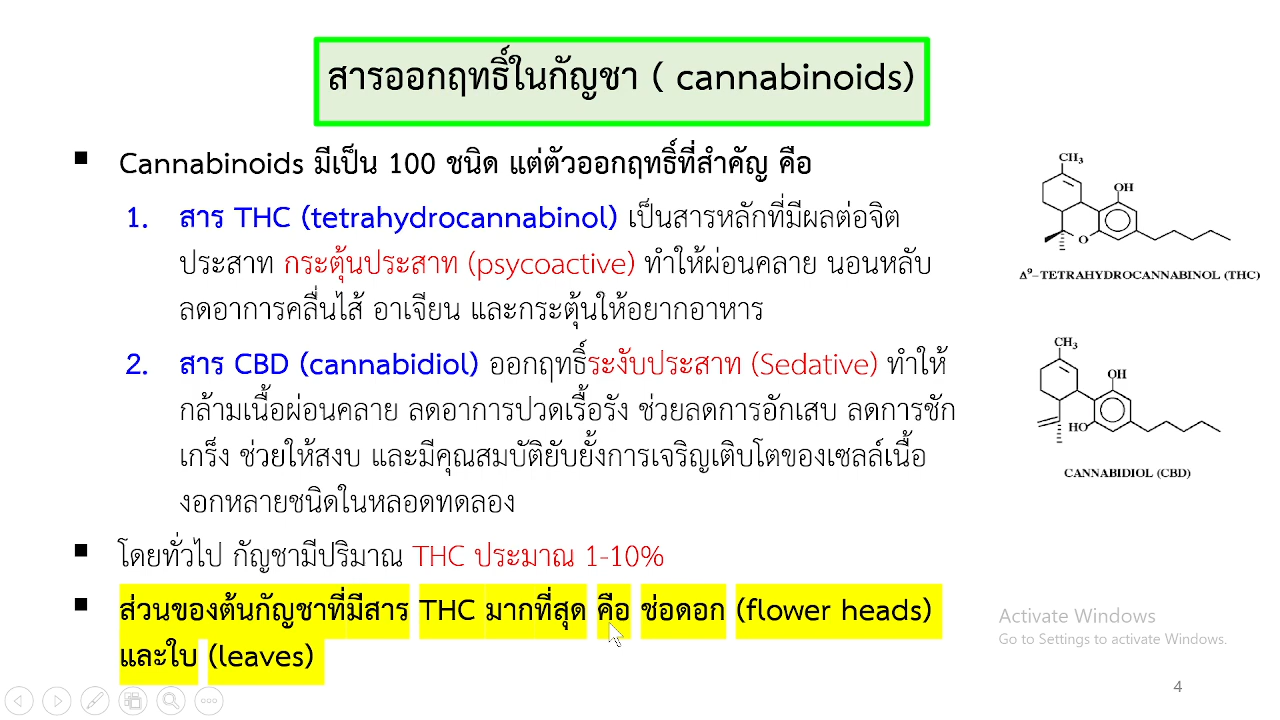 สารออกฤทธิ์ในกัญชา ( cannabinoids)
▪ Cannabinoids มีเป็น 100 ชนิด แต่ตัวออกฤทธิ์ที่สำคัญ คือ
1. สาร THC (tetrahydrocannabinol) เป็นสารหลักที่มีผลต่อจิต
ประสาท กระตุ้นประสาท (psycoactive) ทำให้ผ่อนคลาย นอนหลับ
ลดอาการคลื่นไส้ อาเจียน และกระตุ้นให้อยากอาหาร
2. สาร CBD (cannabidiol) ออกฤทธิ์ระงับประสาท (Sedative) ทำให้
กล้ามเนื้อผ่อนคลาย ลดอาการปวดเรื้อรัง ช่วยลดการอักเสบ ลดการชัก
เกร็ง ช่วยให้สงบ และมีคุณสมบัติยับยั้งการเจริญเติบโตของเซลล์เนื้อ
งอกหลายชนิดในหลอดทดลอง
▪ โดยทั่วไป กัญชามีปริมาณ THC ประมาณ 1-10%
▪ ส่วนของต้นกัญชาที่มีสาร THC มากที่สุด คือ ช่อดอก (flower heads)
และใบ (leaves)
CH₃
OH
O
Δ⁹-TETRAHYDROCANNABINOL (THC)
CH₃
OH
HO
CANNABIDIOL (CBD)
Activate Windows
Go to Settings to activate Windows.
4